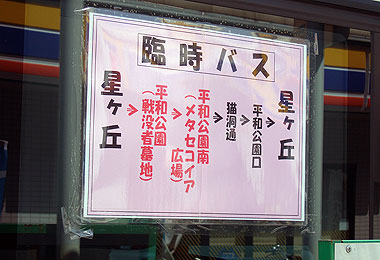 臨時バス
星ヶ丘
→
平和公園口
→
猫洞通
→
平和公園南
(メタセコイア広場)
→
平和公園
(戦没者墓地)
→
星ヶ丘